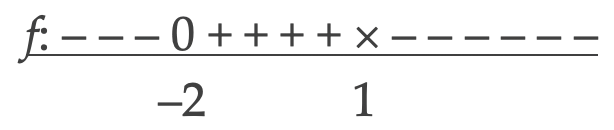 f: – – – 0 + + + + × – – – – – –
–2 1